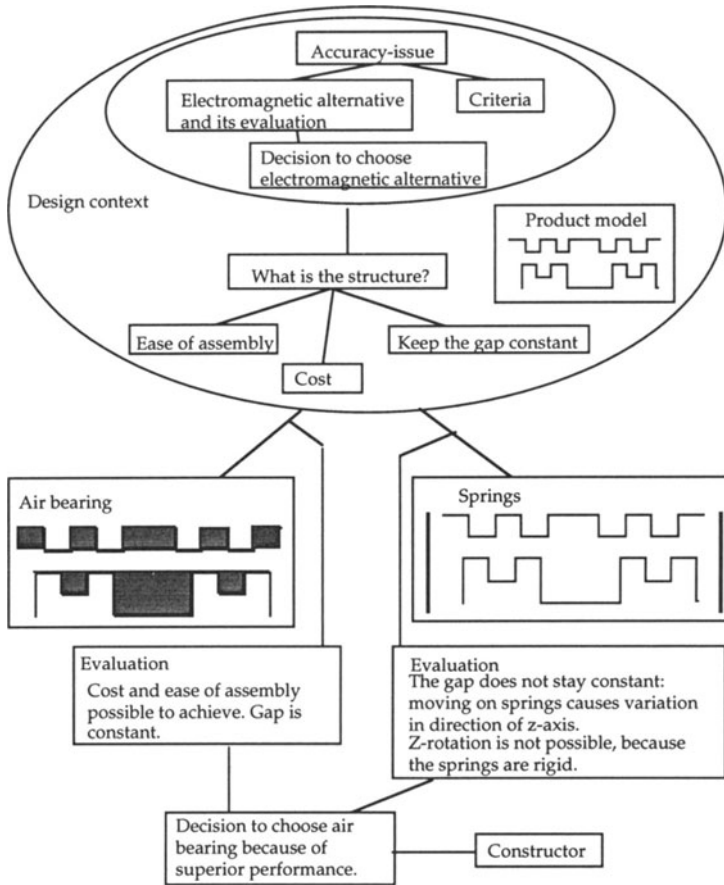 Accuracy-issue
Electromagnetic alternative
and its evaluation
Criteria
Decision to choose
electromagnetic alternative
Design context
Product model
What is the structure?
Ease of assembly
Keep the gap constant
Cost
Air bearing
Springs
Evaluation
Cost and ease of assembly
possible to achieve. Gap is
constant.
Evaluation
The gap does not stay constant:
moving on springs causes variation
in direction of z-axis.
Z-rotation is not possible, because
the springs are rigid.
Decision to choose air
bearing because of
superior performance.
Constructor